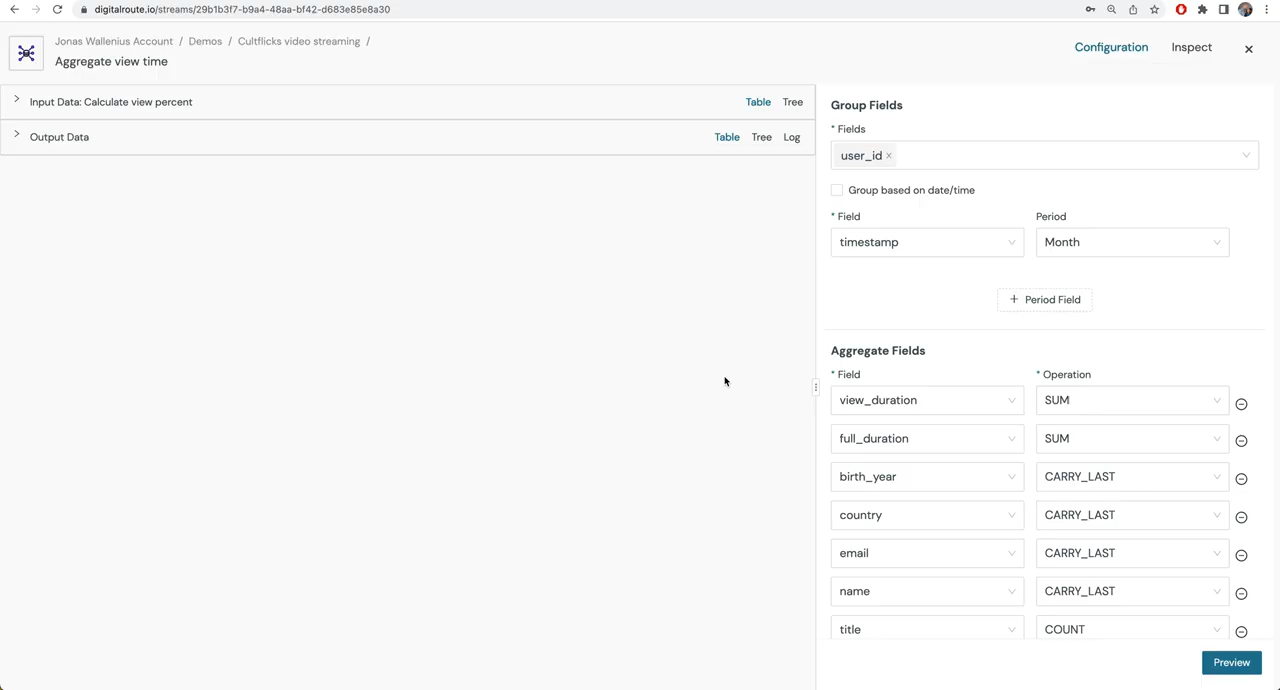 digitalroute.io/streams/29b1b3f7-b9a4-48aa-bf42-d683e85e8a30
Jonas Wallenius Account / Demos / Cultflicks video streaming /
Aggregate view time
Configuration Inspect
Input Data: Calculate view percent Table Tree
Output Data Table Tree Log
Group Fields
* Fields
user_id ×
Group based on date/time
* Field Period
timestamp Month
+ Period Field
Aggregate Fields
* Field * Operation
view_duration SUM
full_duration SUM
birth_year CARRY_LAST
country CARRY_LAST
email CARRY_LAST
name CARRY_LAST
title COUNT
Preview